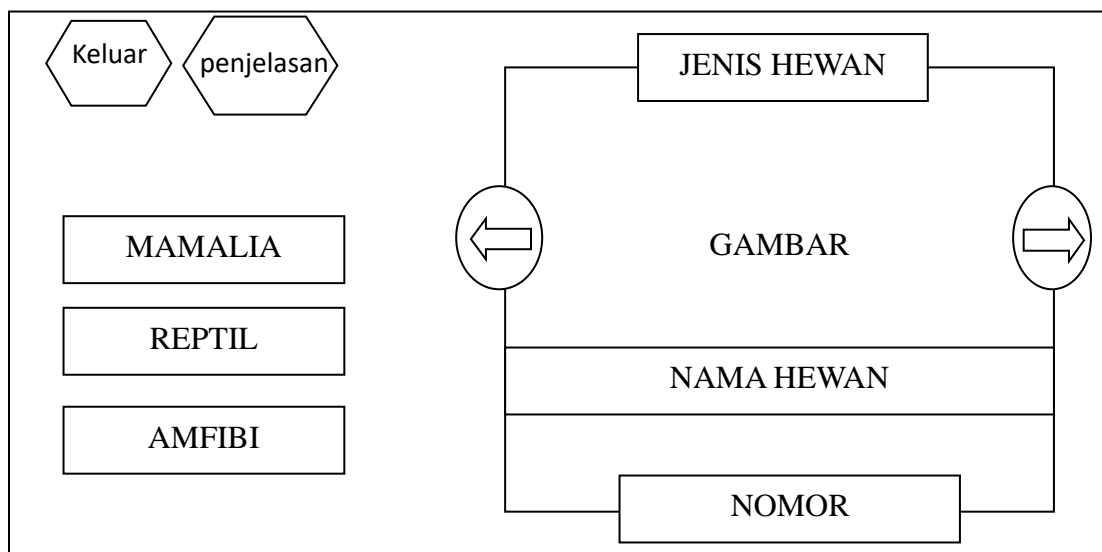 Keluar
penjelasan
JENIS HEWAN
MAMALIA
GAMBAR
REPTIL
NAMA HEWAN
AMFIBI
NOMOR